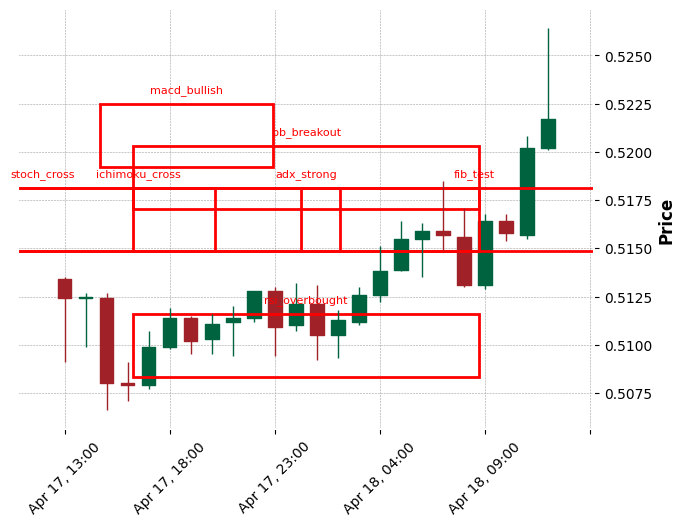 macd_bullish
bb_breakout
stoch_cross
ichimoku_cross
adx_strong
fib_test
overbought
0.5250
0.5225
0.5200
0.5175
0.5150
0.5125
0.5100
0.5075
Price
Apr 17, 13:00
Apr 17, 18:00
Apr 17, 23:00
Apr 18, 04:00
Apr 18, 09:00